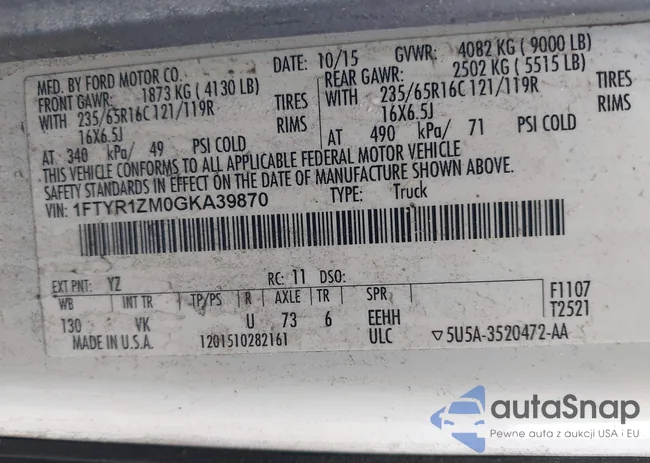 MFD. BY FORD MOTOR CO.
DATE: 10/15 GVWR: 4082 KG ( 9000 LB)
FRONT GAWR: 1873 KG ( 4130 LB)
REAR GAWR: 2502 KG ( 5515 LB)
WITH 235/65R16C 121/119R TIRES
WITH 235/65R16C 121/119R TIRES
16X6.5J RIMS
16X6.5J RIMS
AT 340 kPa/ 49 PSI COLD
AT 490 kPa/ 71 PSI COLD
THIS VEHICLE CONFORMS TO ALL APPLICABLE FEDERAL MOTOR VEHICLE
SAFETY STANDARDS IN EFFECT ON THE DATE OF MANUFACTURE SHOWN ABOVE.
VIN: 1FTYR1ZM0GKA39870 TYPE: Truck
EXT PNT: YZ RC: 11 DSO:
WB INT TR TP/PS R AXLE TR SPR
F1107
T2521
130 VK U 73 6 EEHH
MADE IN U.S.A. 1201510282161 ULC ▽5U5A-3520472-AA
autaSnap
Pewne auta z aukcji USA i EU